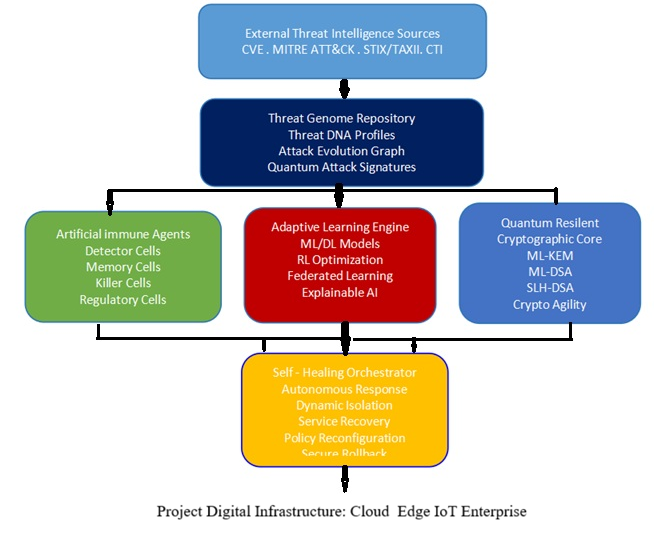 External Threat Intelligence Sources
CVE . MITRE ATT&CK . STIX/TAXII. CTI
Threat Genome Repository
Threat DNA Profiles
Attack Evolution Graph
Quantum Attack Signatures
Artificial immune Agents
Detector Cells
Memory Cells
Killer Cells
Regulatory Cells
Adaptive Learning Engine
ML/DL Models
RL Optimization
Federated Learning
Explainable AI
Quantum Resilent
Cryptographic Core
ML-KEM
ML-DSA
SLH-DSA
Crypto Agility
Self - Healing Orchestrator
Autonomous Response
Dynamic Isolation
Service Recovery
Policy Reconfiguration
Secure Rollback
Project Digital Infrastructure: Cloud Edge IoT Enterprise